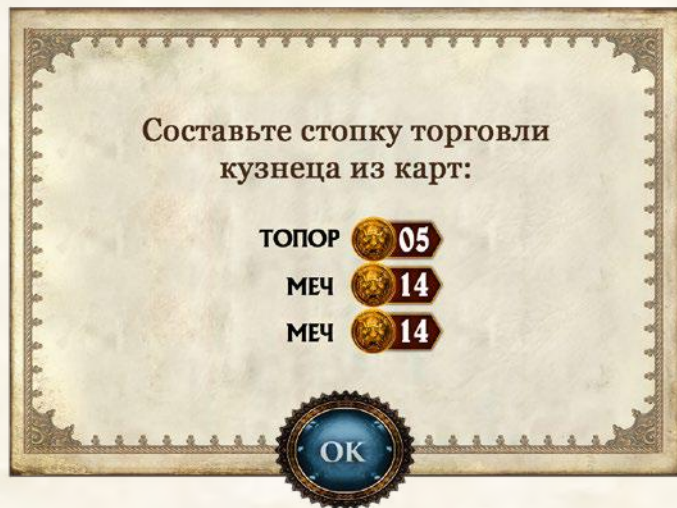 Составьте стопку торговли
кузнеца из карт:
ТОПОР 05
МЕЧ 14
МЕЧ 14
OK